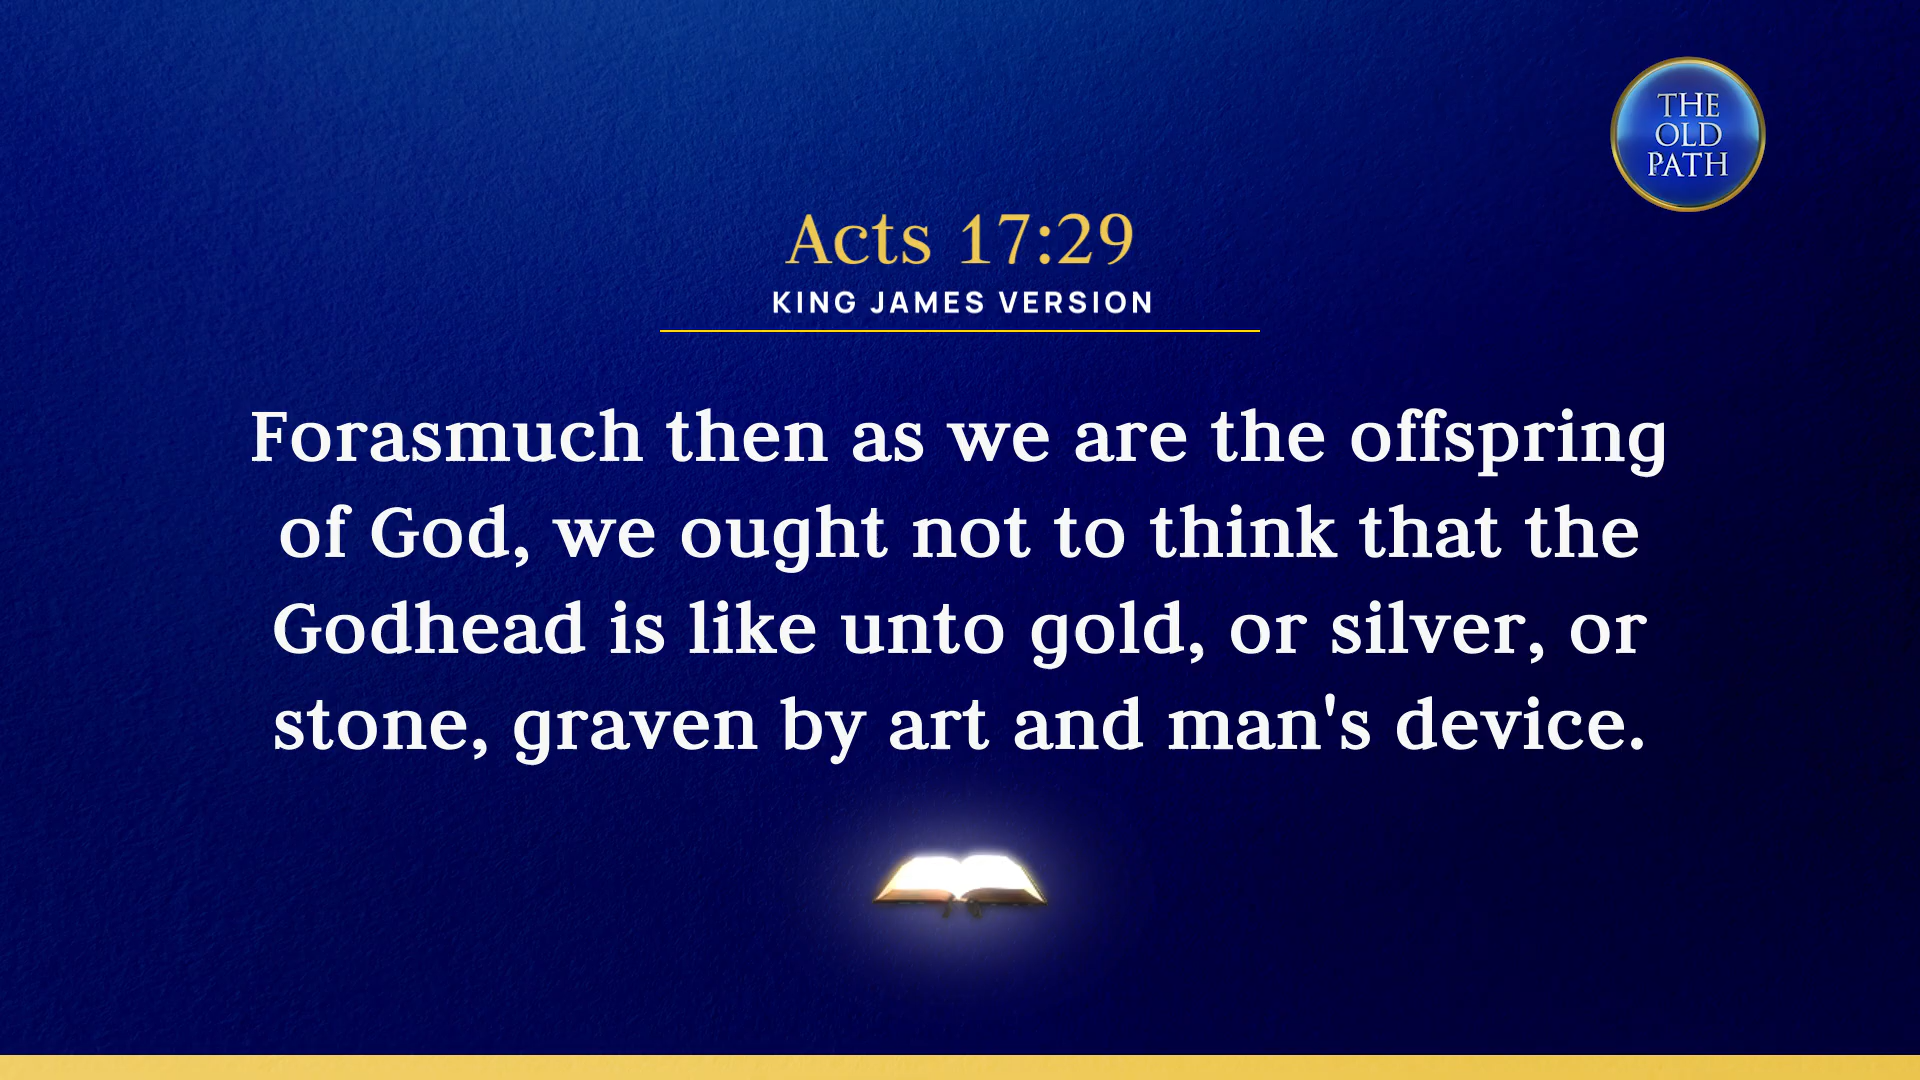 THE
OLD
PATH
Acts 17:29
KING JAMES VERSION
Forasmuch then as we are the offspring
of God, we ought not to think that the
Godhead is like unto gold, or silver, or
stone, graven by art and man's device.